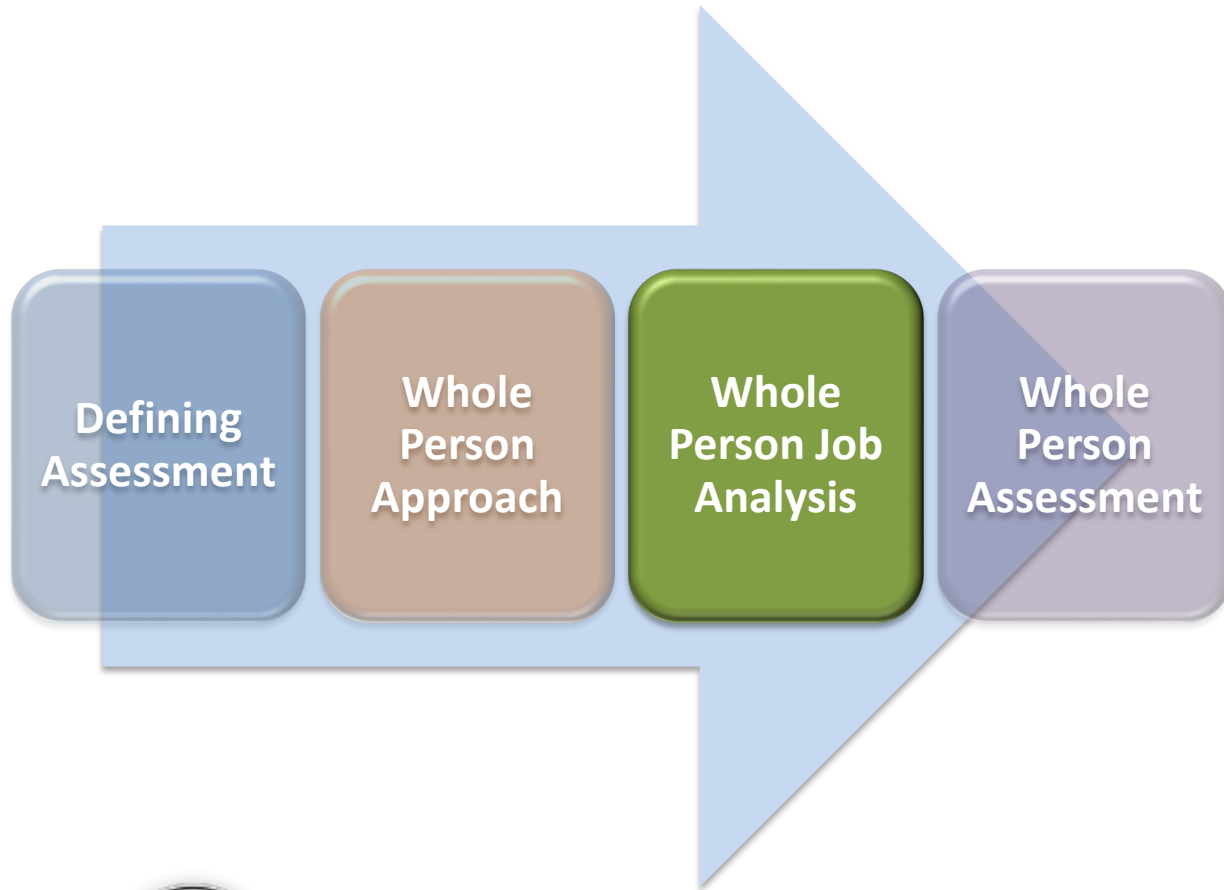 Defining
Assessment
Whole
Person
Approach
Whole
Person Job
Analysis
Whole
Person
Assessment